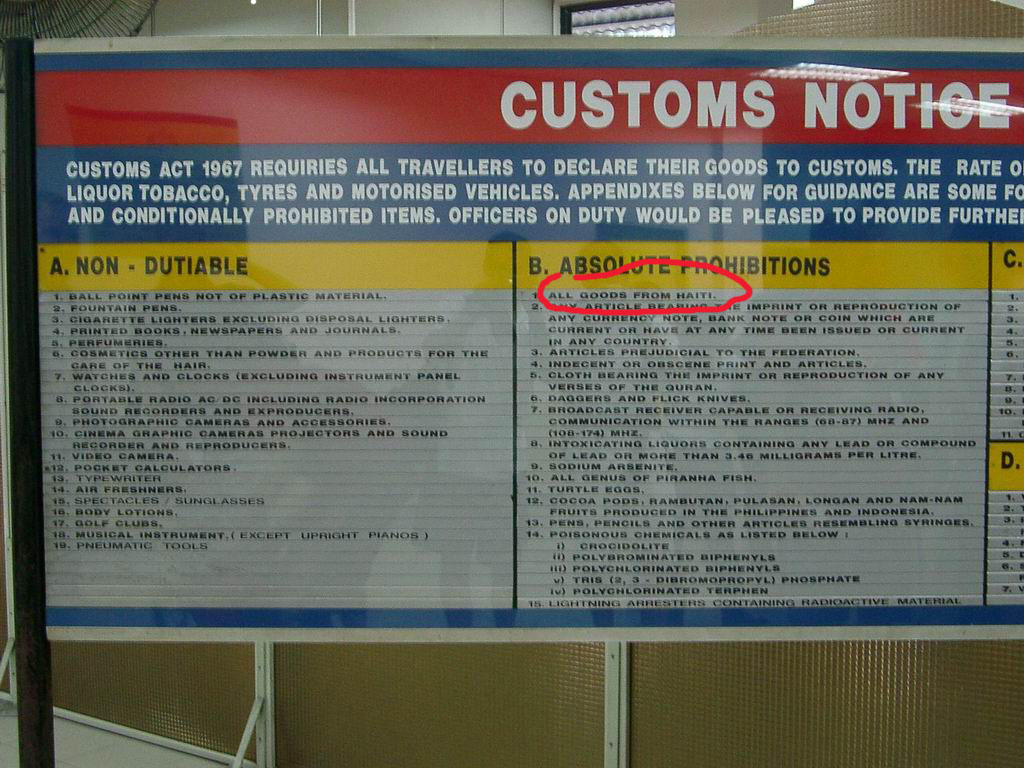 CUSTOMS NOTICE
CUSTOMS ACT 1967 REQUIRIES ALL TRAVELLERS TO DECLARE THEIR GOODS TO CUSTOMS. THE RATE
LIQUOR TOBACCO, TYRES AND MOTORISED VEHICLES. APPENDIXES BELOW FOR GUIDANCE ARE SOME
AND CONDITIONALLY PROHIBITED ITEMS. OFFICERS ON DUTY WOULD BE PLEASED TO PROVIDE
A. NON - DUTIABLE
1. BALL POINT PENS NOT OF PLASTIC MATERIAL.
2. FOUNTAIN PENS.
3. CIGARETTE LIGHTERS EXCLUDING DISPOSAL LIGHTERS.
4. PRINTED BOOKS, NEWSPAPERS AND JOURNALS.
5. PERFUMERIES.
6. COSMETICS OTHER THAN POWDER AND PRODUCTS FOR THE
CARE OF THE HAIR.
7. WATCHES AND CLOCKS (EXCLUDING INSTRUMENT PANEL
CLOCKS).
8. PORTABLE RADIO AC/DC INCLUDING RADIO INCORPORATION
SOUND RECORDERS AND EXPRODUCERS.
9. PHOTOGRAPHIC CAMERAS AND ACCESSORIES.
10. CINEMA GRAPHIC CAMERAS PROJECTORS AND SOUND
RECORDER AND REPRODUCERS.
11. VIDEO CAMERA.
12. POCKET CALCULATORS.
13. TYPEWRITER
14. AIR FRESHNERS.
15. SPECTACLES / SUNGLASSES
16. BODY LOTIONS.
17. GOLF CLUBS.
18. MUSICAL INSTRUMENT, (EXCEPT UPRIGHT PIANOS)
19. PNEUMATIC TOOLS
B. ABSOLUTE PROHIBITIONS
1. ALL GOODS FROM HAITI.
2. ANY ARTICLE BEARING THE IMPRINT OR REPRODUCTION OF
ANY CURRENCY NOTE, BANK NOTE OR COIN WHICH ARE
CURRENT OR HAVE AT ANY TIME BEEN ISSUED OR CURRENT
IN ANY COUNTRY.
3. ARTICLES PREJUDICIAL TO THE FEDERATION.
4. INDECENT OR OBSCENE PRINT AND ARTICLES.
5. CLOTH BEARING THE IMPRINT OR REPRODUCTION OF ANY
VERSES OF THE QURAN.
6. DAGGERS AND FLICK KNIVES.
7. BROADCAST RECEIVER CAPABLE OR RECEIVING RADIO,
COMMUNICATION WITHIN THE RANGES (68-87) MHZ AND
(108-174) MHZ.
8. INTOXICATING LIQUORS CONTAINING ANY LEAD OR COMPOUND
OF LEAD OR MORE THAN 3.46 MILLIGRAMS PER LITRE.
9. SODIUM ARSENITE.
10. ALL GENUS OF PIRANHA FISH.
11. TURTLE EGGS.
12. COCOA PODS, RAMBUTAN, PULASAN, LONGAN AND NAM-NAM
FRUITS PRODUCED IN THE PHILIPPINES AND INDONESIA.
13. PENS, PENCILS AND OTHER ARTICLES RESEMBLING SYRINGES.
14. POISONOUS CHEMICALS AS LISTED BELOW :
i) CROCIDOLITE
ii) POLYBROMINATED BIPHENYLS
iii) POLYCHLORINATED BIPHENYLS
v) TRIS (2, 3 - DIBROMOPROPYL) PHOSPHATE
iv) POLYCHLORINATED TERPHEN
15. LIGHTNING ARRESTERS CONTAINING RADIOACTIVE MATERIAL
C.
D.